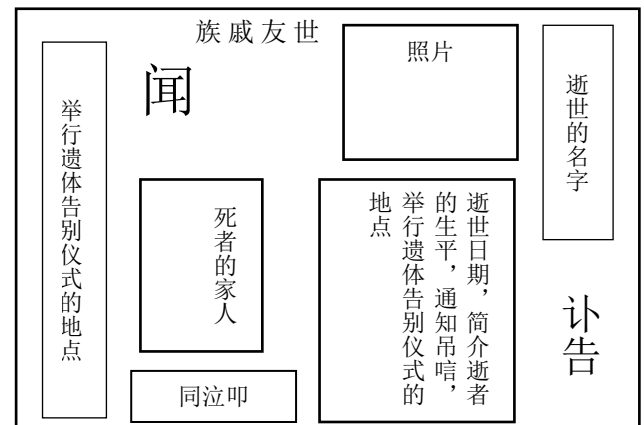 逝世的名字
讣告
照片
逝世日期，简介逝者
的生平，通知吊唁，
举行遗体告别仪式的
地点
族戚友世
闻
死者的家人
同泣叩
举行遗体告别仪式的地点